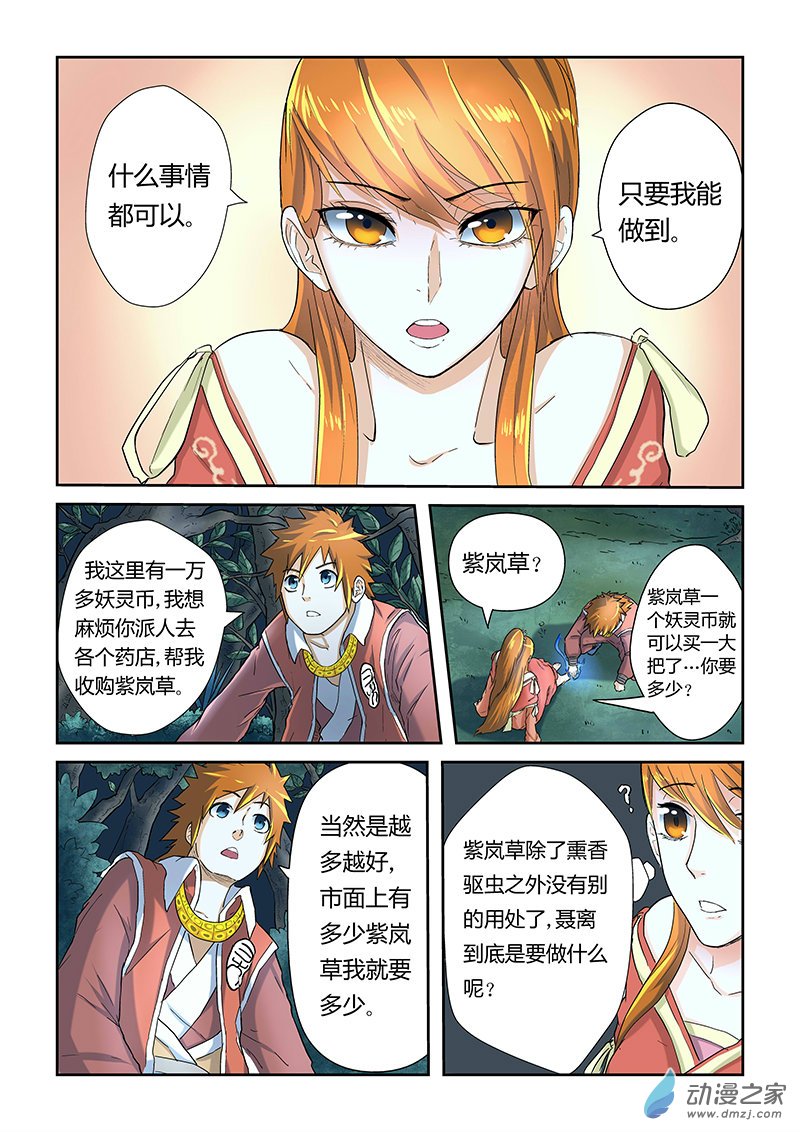 什么事情
都可以。
只要我能
做到。
我这里有一万
多妖灵币，我想
麻烦你派人去
各个药店，帮我
收购紫岚草。
紫岚草？
紫岚草一
个妖灵币就
可以买一大
把了…你要
多少？
当然是越
多越好，
市面上有
多少紫岚
草我就要
多少。
?
紫岚草除了熏香
驱虫之外没有别
的用处了，聂离
到底是要做什么
呢？
动漫之家
www.dmzj.com